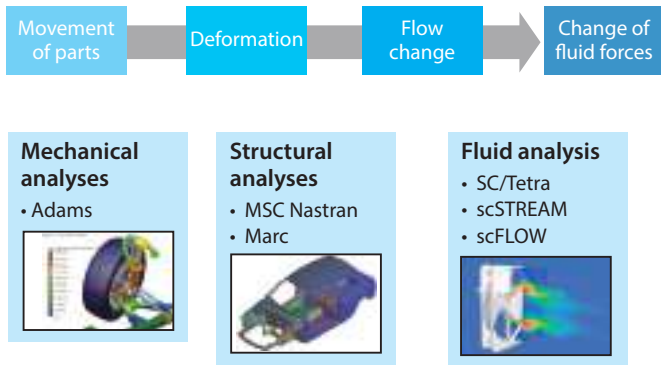 Movement
of parts
Deformation
Flow
change
Change of
fluid forces
Mechanical
analyses
• Adams
Structural
analyses
• MSC Nastran
• Marc
Fluid analysis
• SC/Tetra
• scSTREAM
• scFLOW